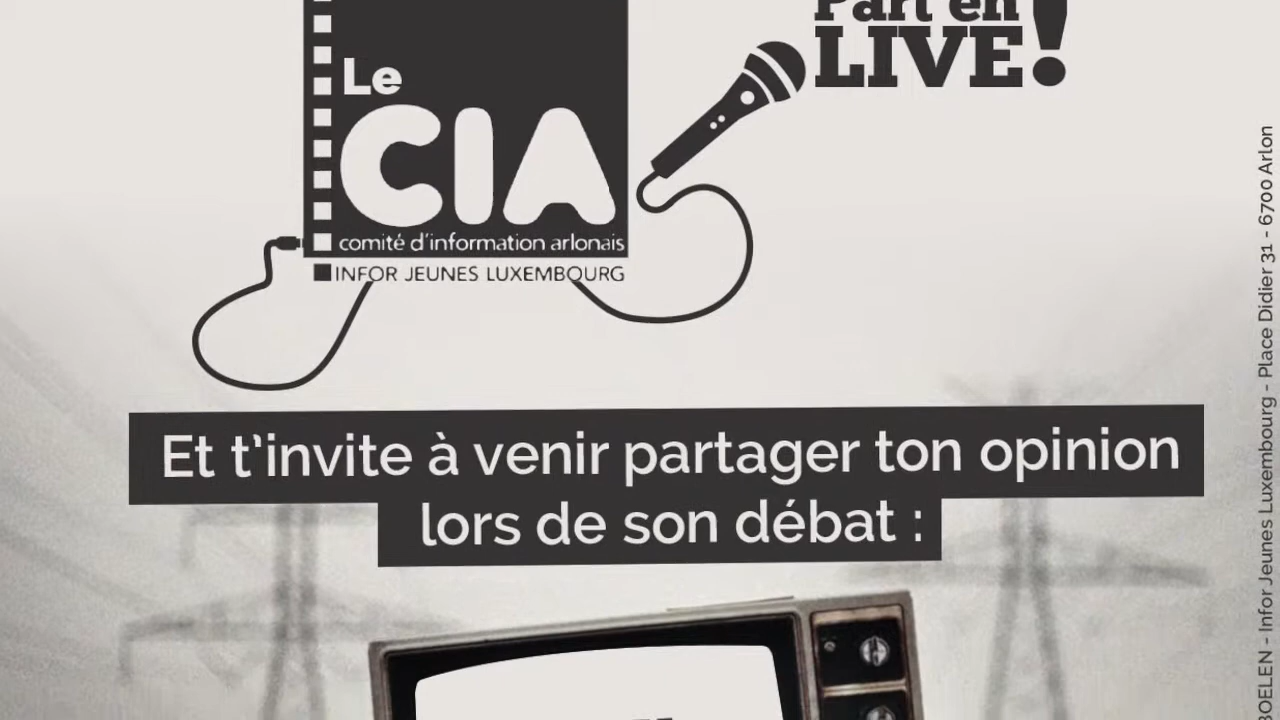 Part en
LIVE!
Le
CIA
comité d'information arlonais
INFOR JEUNES LUXEMBOURG
Et t'invite à venir partager ton opinion
lors de son débat :
BOELEN - Infor Jeunes Luxembourg - Place Didier 31 - 6700 Arlon